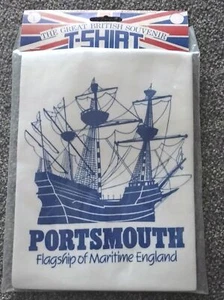 THE GREAT BRITISH SOUVENIR
T-SHIRT
PORTSMOUTH
Flagship of Maritime England